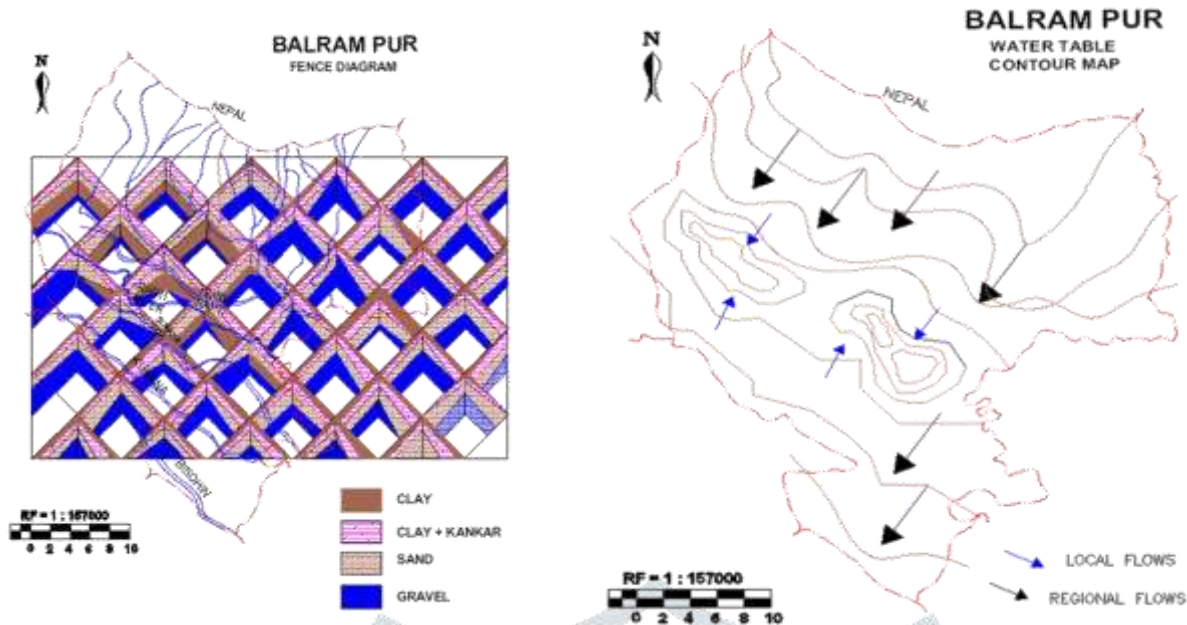 BALRAM PUR
FENCE DIAGRAM
N
NEPAL
BISOHIN
RF = 1 : 157000
0 2 4 6 8 10
CLAY
CLAY + KANKAR
SAND
GRAVEL
BALRAM PUR
WATER TABLE
CONTOUR MAP
N
NEPAL
RF = 1 : 157000
0 2 4 6 8 10
LOCAL FLOWS
REGIONAL FLOWS